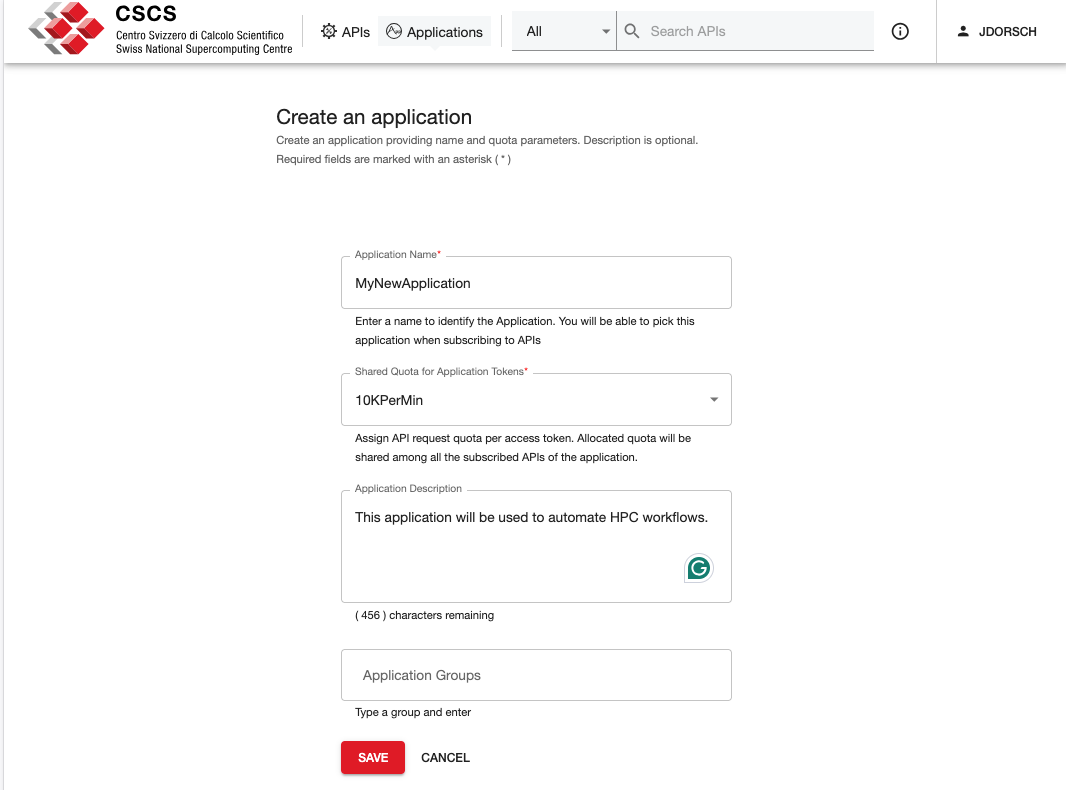 CSCS
Centro Svizzero di Calcolo Scientifico
Swiss National Supercomputing Centre
APIs
Applications
All
Search APIs
JDORSCH
Create an application
Create an application providing name and quota parameters. Description is optional.
Required fields are marked with an asterisk ( * )
Application Name*
MyNewApplication
Enter a name to identify the Application. You will be able to pick this
application when subscribing to APIs
Shared Quota for Application Tokens*
10KPerMin
Assign API request quota per access token. Allocated quota will be
shared among all the subscribed APIs of the application.
Application Description
This application will be used to automate HPC workflows.
( 456 ) characters remaining
Application Groups
Type a group and enter
SAVE
CANCEL